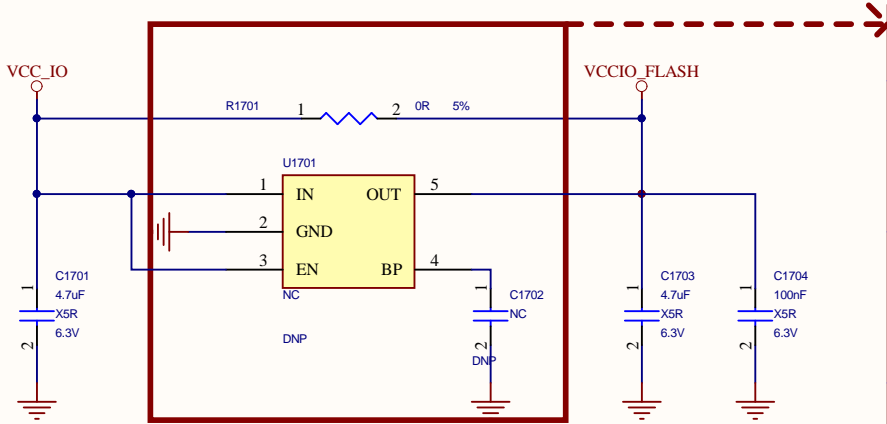 VCC_IO
VCCIO_FLASH
R1701 1 2 0R 5%
U1701
1 IN OUT 5
2 GND
3 EN BP 4
NC
DNP
C1701
4.7uF
X5R
6.3V
1
2
C1702
NC
DNP
1
2
C1703
4.7uF
X5R
6.3V
1
2
C1704
100nF
X5R
6.3V
1
2